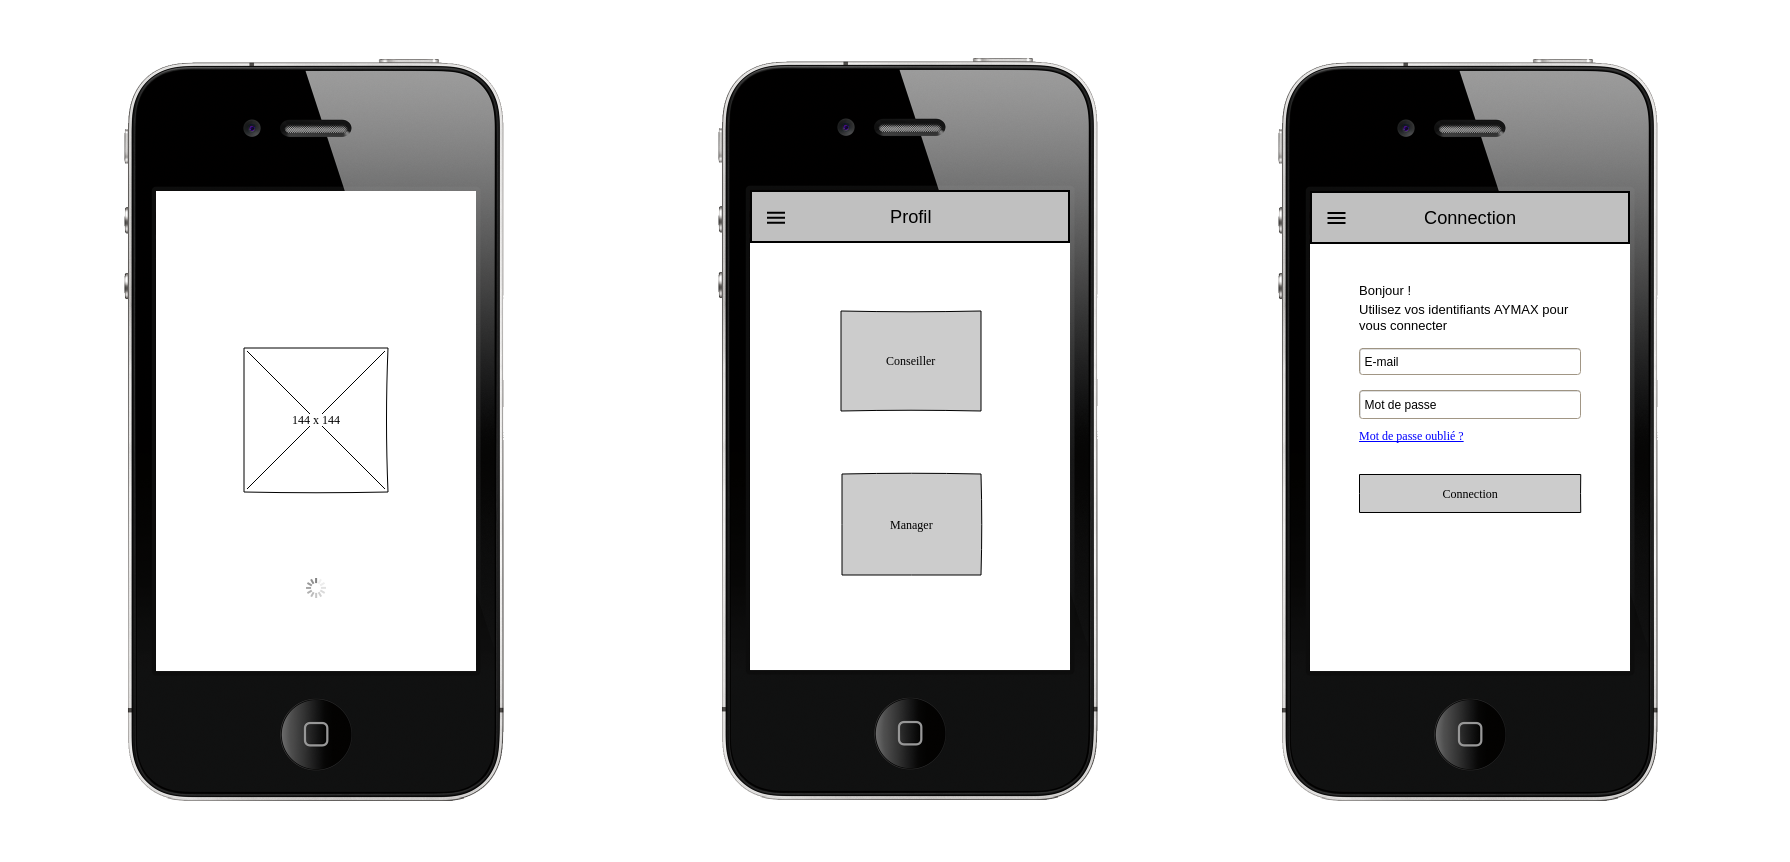 144 x 144
Profil
Conseiller
Manager
Connection
Bonjour !
Utilisez vos identifiants AYMAX pour
vous connecter
E-mail
Mot de passe
Mot de passe oublié ?
Connection